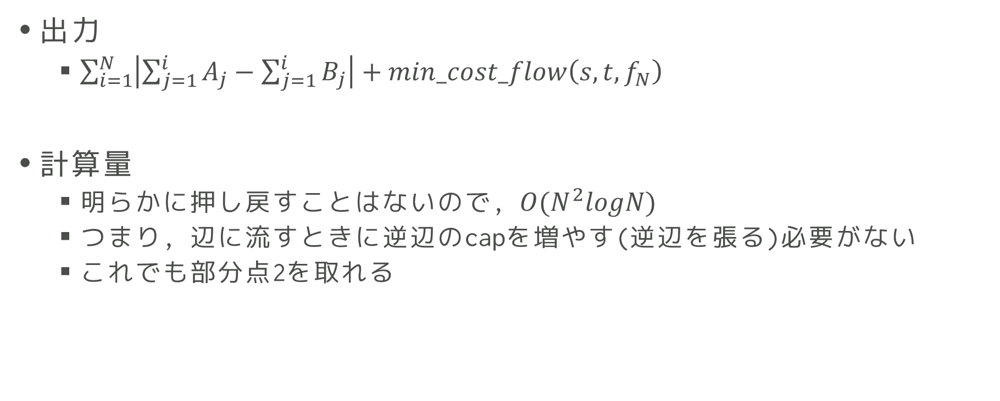 • 出力
▪ $\sum_{i=1}^{N}\left|\sum_{j=1}^{i} A_j - \sum_{j=1}^{i} B_j\right| + min\_cost\_flow(s, t, f_N)$
• 計算量
▪ 明らかに押し戻すことはないので，$O(N^2 logN)$
▪ つまり，辺に流すときに逆辺のcapを増やす(逆辺を張る)必要がない
▪ これでも部分点2を取れる